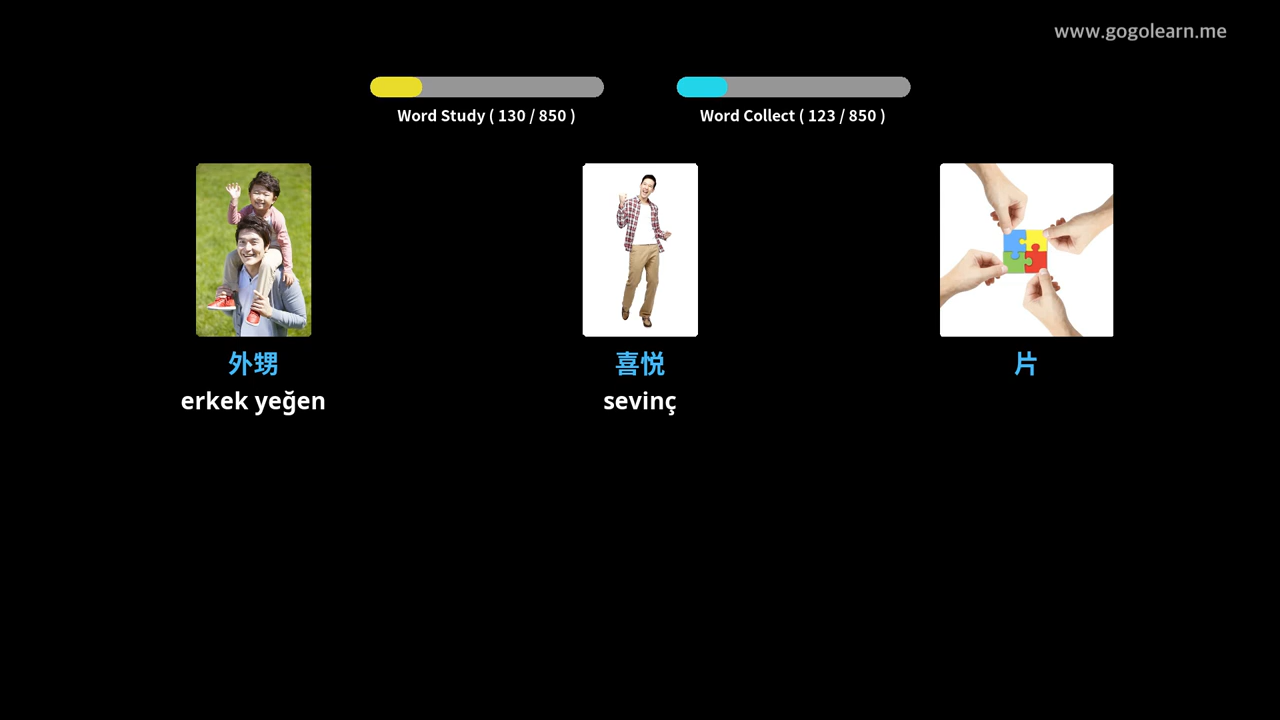 www.gogolearn.me
Word Study ( 130 / 850 )
Word Collect ( 123 / 850 )
外甥
喜悦
片
erkek yeğen
sevinç